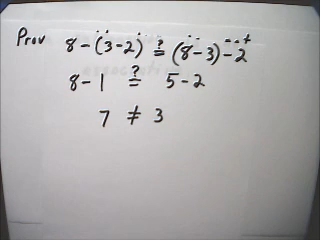 Prov 8-(3-2) ≟ (8-3)-2
8-1 ≟ 5-2
7 ≠ 3